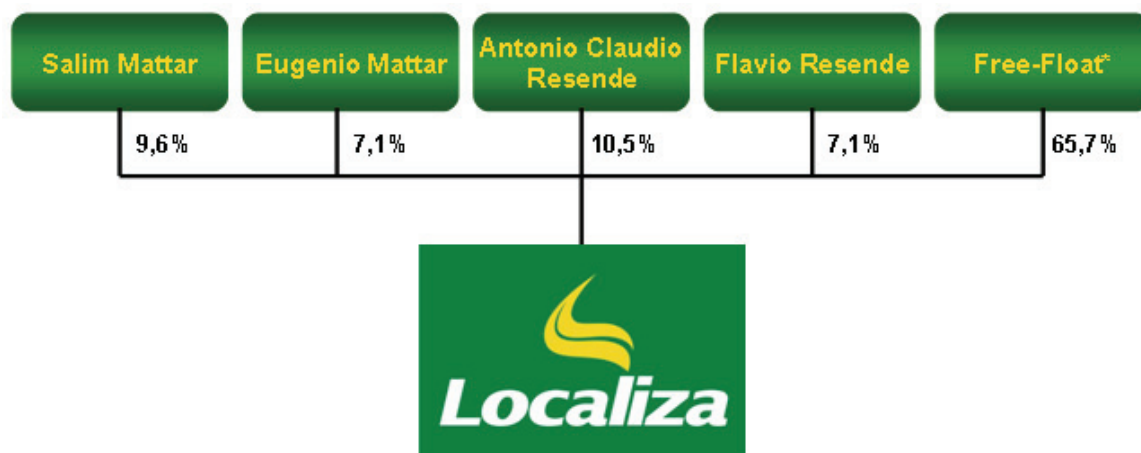 Salim Mattar
Eugenio Mattar
Antonio Claudio
Resende
Flavio Resende
Free-Float*
9,6%
7,1%
10,5%
7,1%
65,7%
Localiza